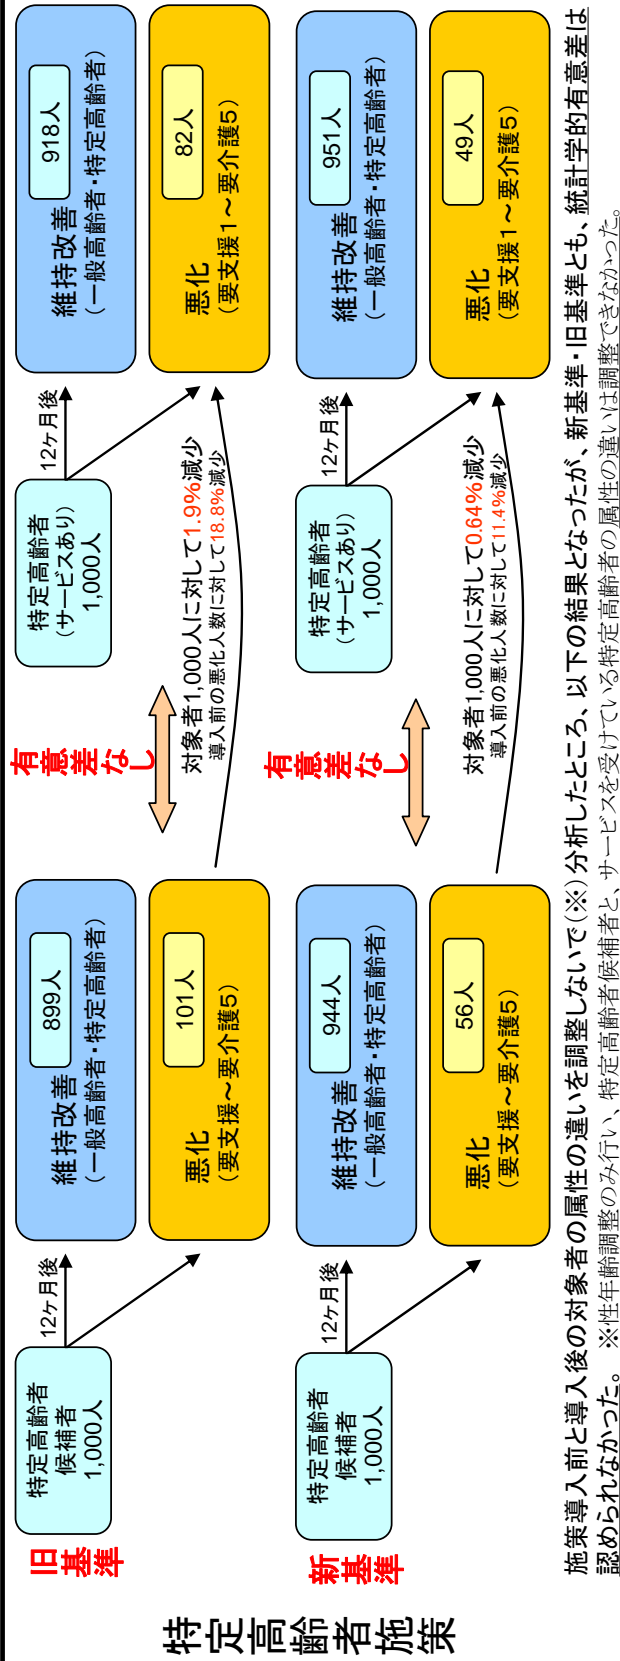 特定高齢者施策
旧
基
準
特定高齢者
候補者
1,000人
12ヶ月後
維持改善
899人
(一般高齢者・特定高齢者)
悪化
101人
(要支援～要介護5)
有
意
差
な
し
対象者1,000人に対して1.9%減少
導入前の悪化人数に対して18.8%減少
特定高齢者
(サービスあり)
1,000人
12ヶ月後
維持改善
918人
(一般高齢者・特定高齢者)
悪化
82人
(要支援1～要介護5)
新
基
準
特定高齢者
候補者
1,000人
12ヶ月後
維持改善
944人
(一般高齢者・特定高齢者)
悪化
56人
(要支援～要介護5)
有
意
差
な
し
対象者1,000人に対して0.64%減少
導入前の悪化人数に対して11.4%減少
特定高齢者
(サービスあり)
1,000人
12ヶ月後
維持改善
951人
(一般高齢者・特定高齢者)
悪化
49人
(要支援1～要介護5)
施策導入前と導入後の対象者の属性の違いを調整しないで(※)分析したところ、以下の結果となったが、新基準・旧基準とも、統計学的有意差は
認められなかった。 ※性年齢調整のみ行い、特定高齢者候補者と、サービスを受けている特定高齢者の属性の違いは調整できなかった。